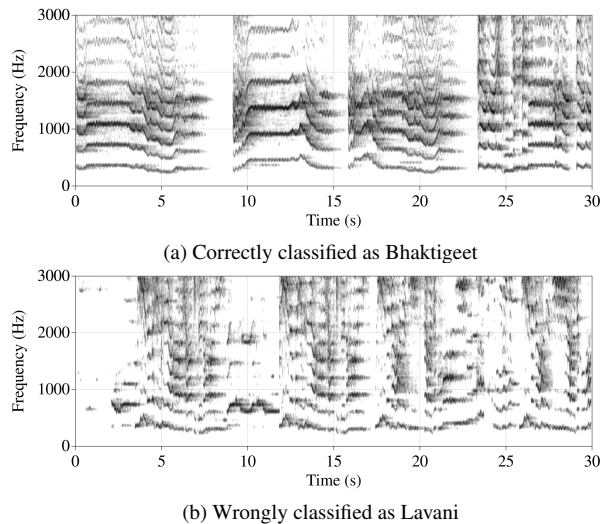 3000
2000
1000
0
Frequency (Hz)
0 5 10 15 20 25 30
Time (s)
(a) Correctly classified as Bhaktigeet
3000
2000
1000
0
Frequency (Hz)
0 5 10 15 20 25 30
Time (s)
(b) Wrongly classified as Lavani